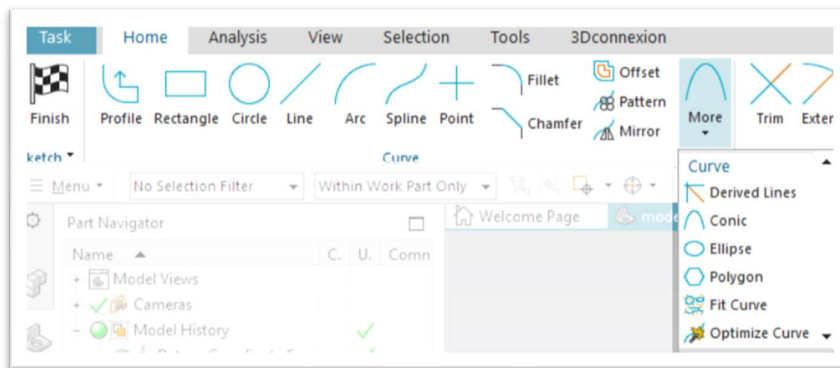 Task Home Analysis View Selection Tools 3Dconnexion
Fillet
Offset
Pattern
Chamfer
Mirror
Finish Profile Rectangle Circle Line Arc Spline Point More Trim Exter
ketch Curve
Menu No Selection Filter Within Work Part Only
Curve
Derived Lines
Conic
Ellipse
Polygon
Fit Curve
Optimize Curve
Welcome Page mode
Part Navigator
Name C. U. Comn
Model Views
Cameras
Model History